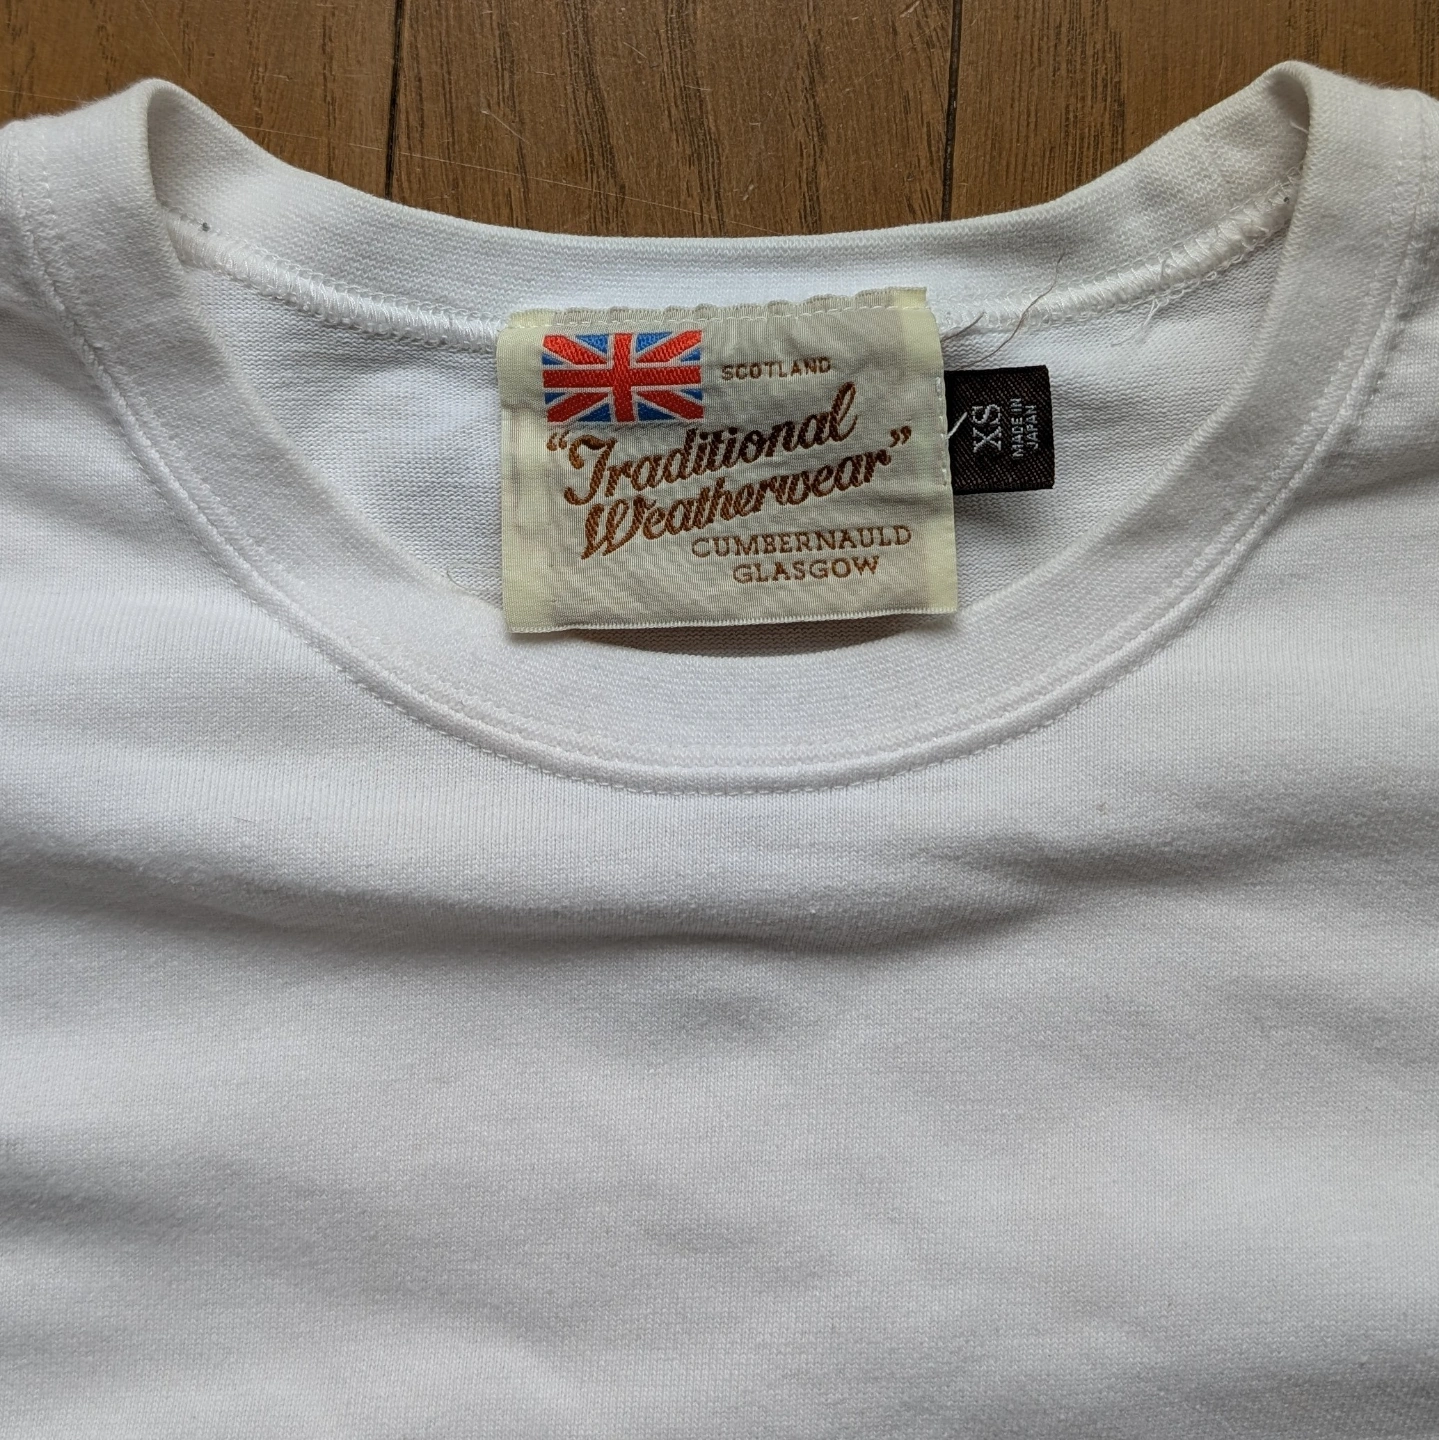 SCOTLAND
"Traditional
Weatherwear"
CUMBERNAULD
GLASGOW
XS
MADE IN
JAPAN